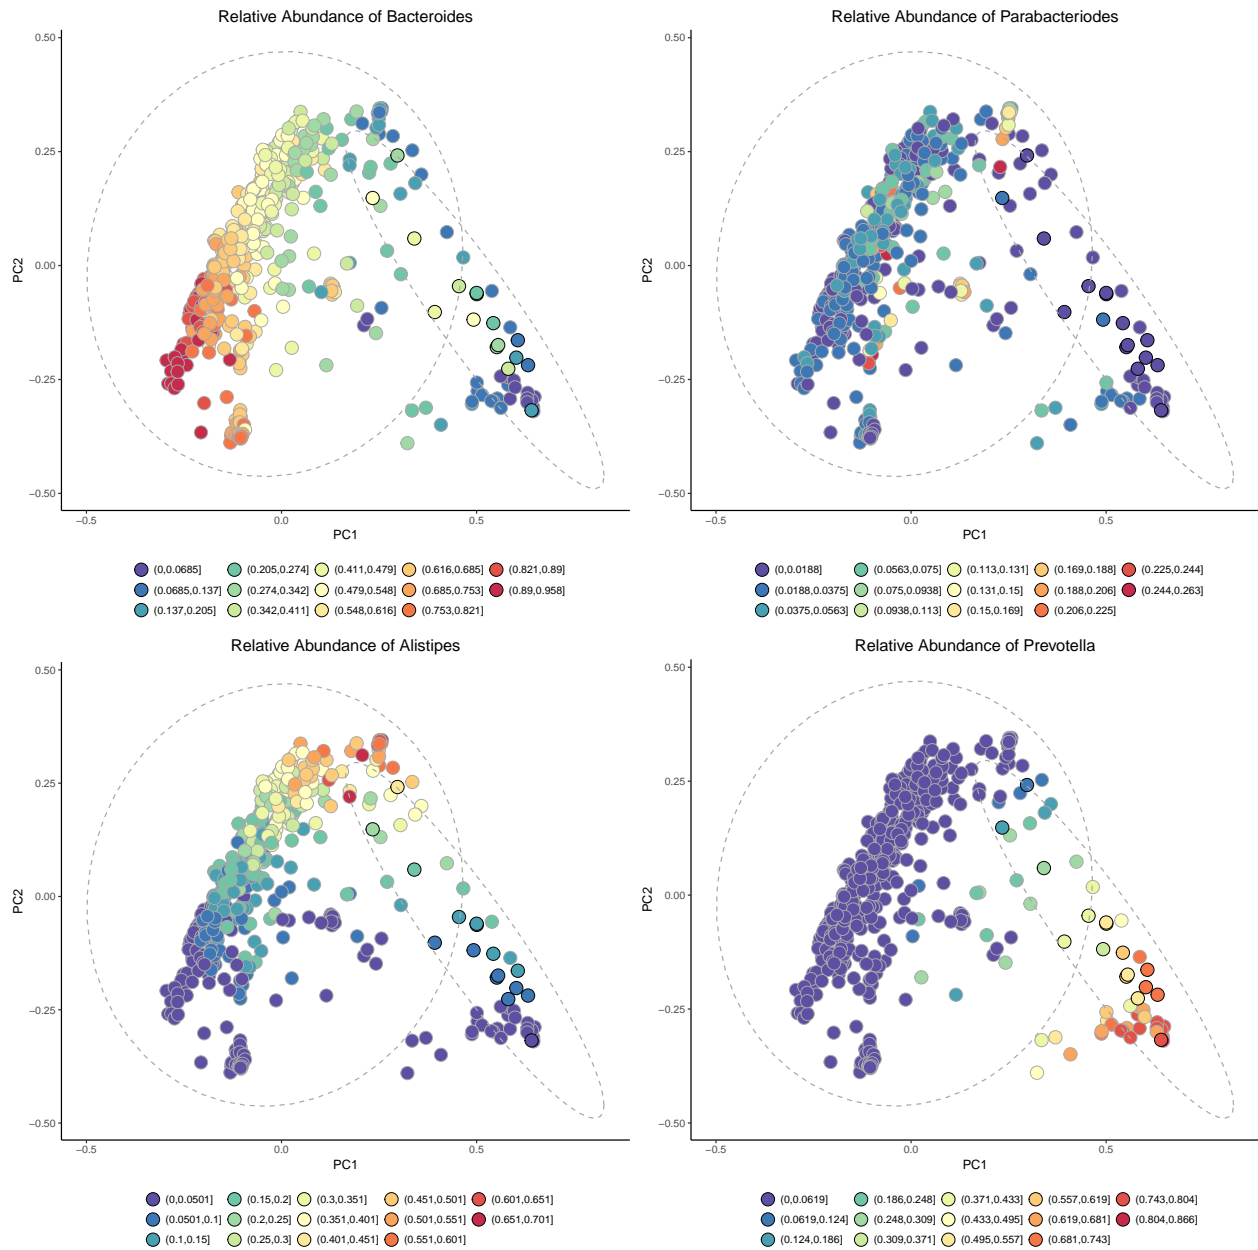 Relative Abundance of Bacteroides
0.50
0.25
0.00
−0.25
−0.50
PC2
−0.5 0.0 0.5
PC1
(0,0.0685] (0.205,0.274] (0.411,0.479] (0.616,0.685] (0.821,0.89]
(0.0685,0.137] (0.274,0.342] (0.479,0.548] (0.685,0.753] (0.89,0.958]
(0.137,0.205] (0.342,0.411] (0.548,0.616] (0.753,0.821]
Relative Abundance of Parabacteriodes
0.50
0.25
0.00
−0.25
−0.50
PC2
−0.5 0.0 0.5
PC1
(0,0.0188] (0.0563,0.075] (0.113,0.131] (0.169,0.188] (0.225,0.244]
(0.0188,0.0375] (0.075,0.0938] (0.131,0.15] (0.188,0.206] (0.244,0.263]
(0.0375,0.0563] (0.0938,0.113] (0.15,0.169] (0.206,0.225]
Relative Abundance of Alistipes
0.50
0.25
0.00
−0.25
−0.50
PC2
−0.5 0.0 0.5
PC1
(0,0.0501] (0.15,0.2] (0.3,0.351] (0.451,0.501] (0.601,0.651]
(0.0501,0.1] (0.2,0.25] (0.351,0.401] (0.501,0.551] (0.651,0.701]
(0.1,0.15] (0.25,0.3] (0.401,0.451] (0.551,0.601]
Relative Abundance of Prevotella
0.50
0.25
0.00
−0.25
−0.50
PC2
−0.5 0.0 0.5
PC1
(0,0.0619] (0.186,0.248] (0.371,0.433] (0.557,0.619] (0.743,0.804]
(0.0619,0.124] (0.248,0.309] (0.433,0.495] (0.619,0.681] (0.804,0.866]
(0.124,0.186] (0.309,0.371] (0.495,0.557] (0.681,0.743]